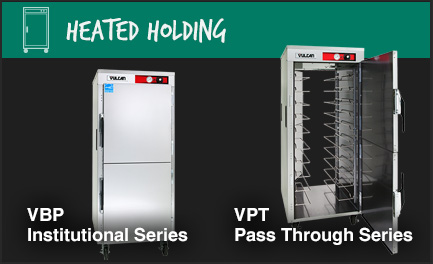 HEATED HOLDING
VULCAN
VULCAN
VBP
Institutional Series
VPT
Pass Through Series